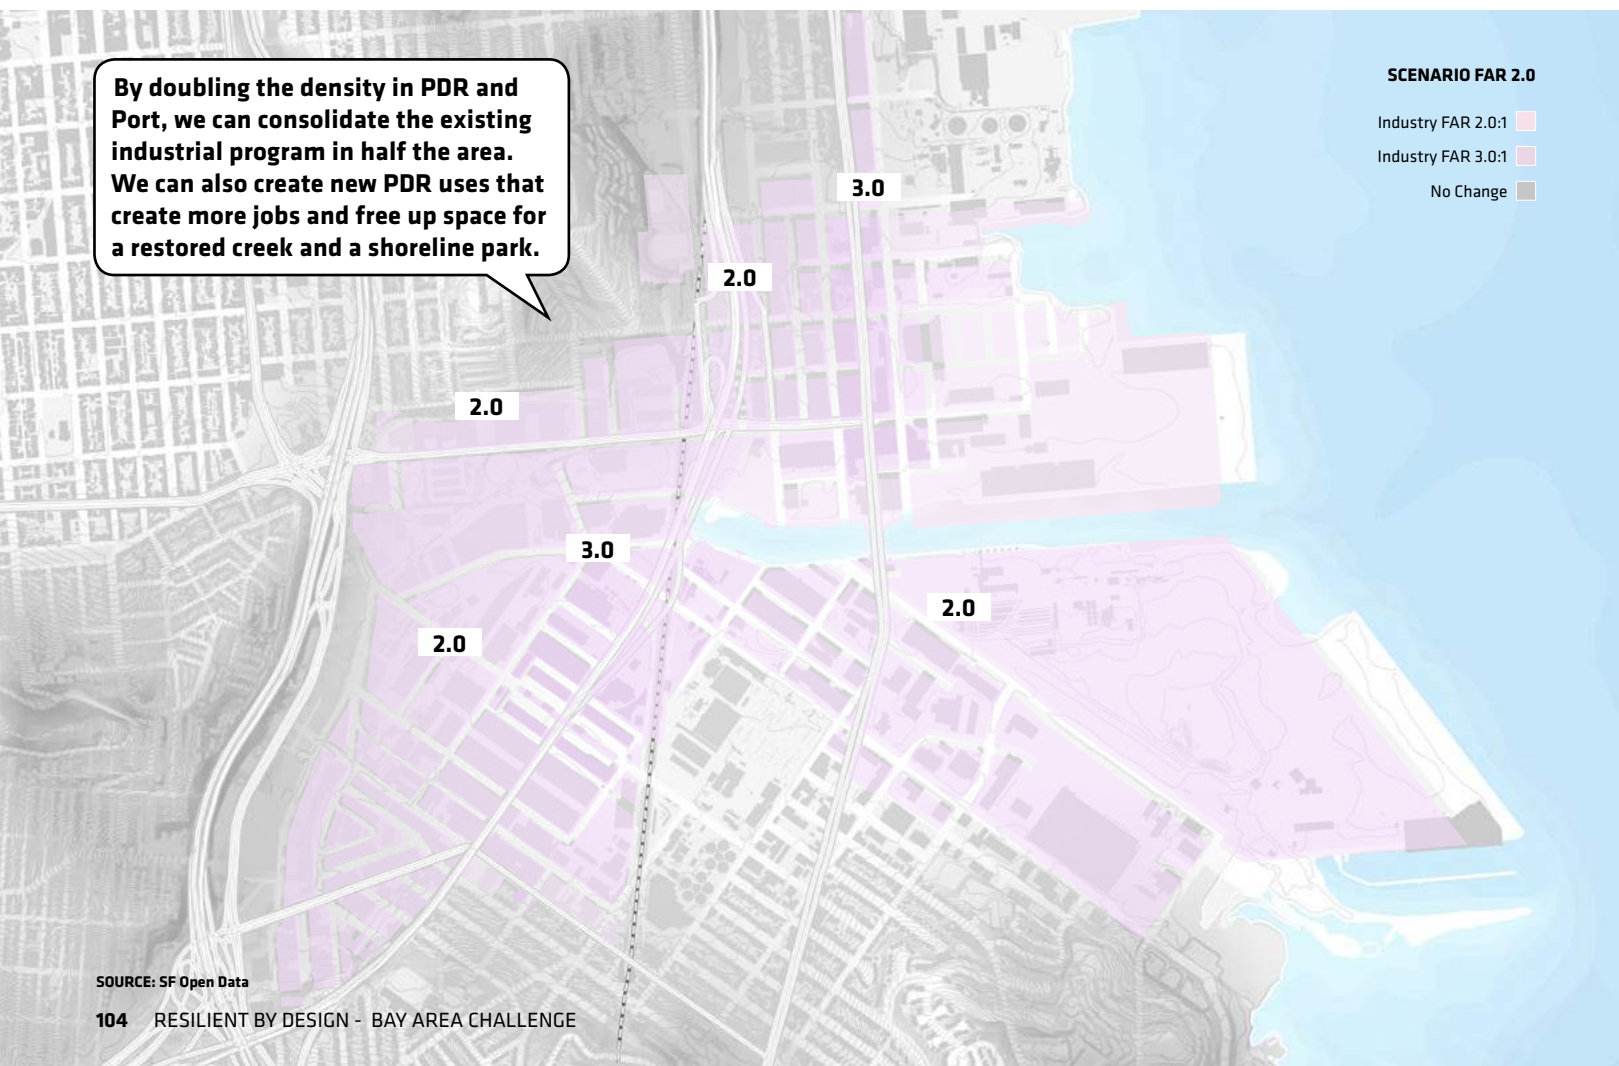 By doubling the density in PDR and
Port, we can consolidate the existing
industrial program in half the area.
We can also create new PDR uses that
create more jobs and free up space for
a restored creek and a shoreline park.
SCENARIO FAR 2.0
Industry FAR 2.0:1
Industry FAR 3.0:1
No Change
3.0
2.0
2.0
3.0
2.0
2.0
SOURCE: SF Open Data
104 RESILIENT BY DESIGN - BAY AREA CHALLENGE